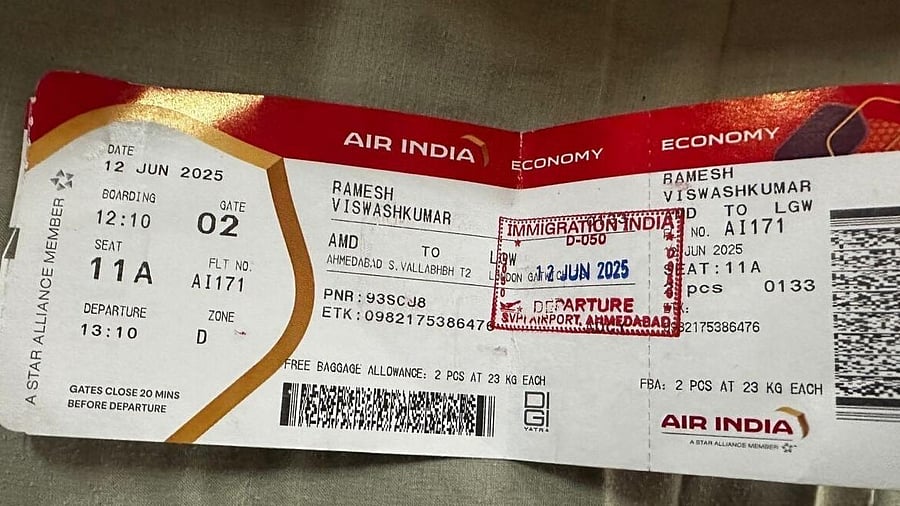 AIR INDIA
ECONOMY
ECONOMY
DATE
12 JUN 2025
BOARDING
12:10
GATE
02
SEAT
11A
FLT NO.
AI171
DEPARTURE
13:10
ZONE
D
GATES CLOSE 20 MINS
BEFORE DEPARTURE
A STAR ALLIANCE MEMBER
RAMESH
VISWASHKUMAR
AMD TO
AHMEDABAD S.VALLABHBH T2
PNR:93SCJ8
ETK:0982175386476
FREE BAGGAGE ALLOWANCE: 2 PCS AT 23 KG EACH
DIGI
YATRA
IMMIGRATION INDIA
D-050
12 JUN 2025
DEPARTURE
SVPI AIRPORT, AHMEDABAD
RAMESH
VISWASHKUMAR
TO LGW
NO. AI171
JUN 2025
SEAT:11A
pcs 0133
FBA: 2 PCS AT 23 KG EACH
AIR INDIA
A STAR ALLIANCE MEMBER